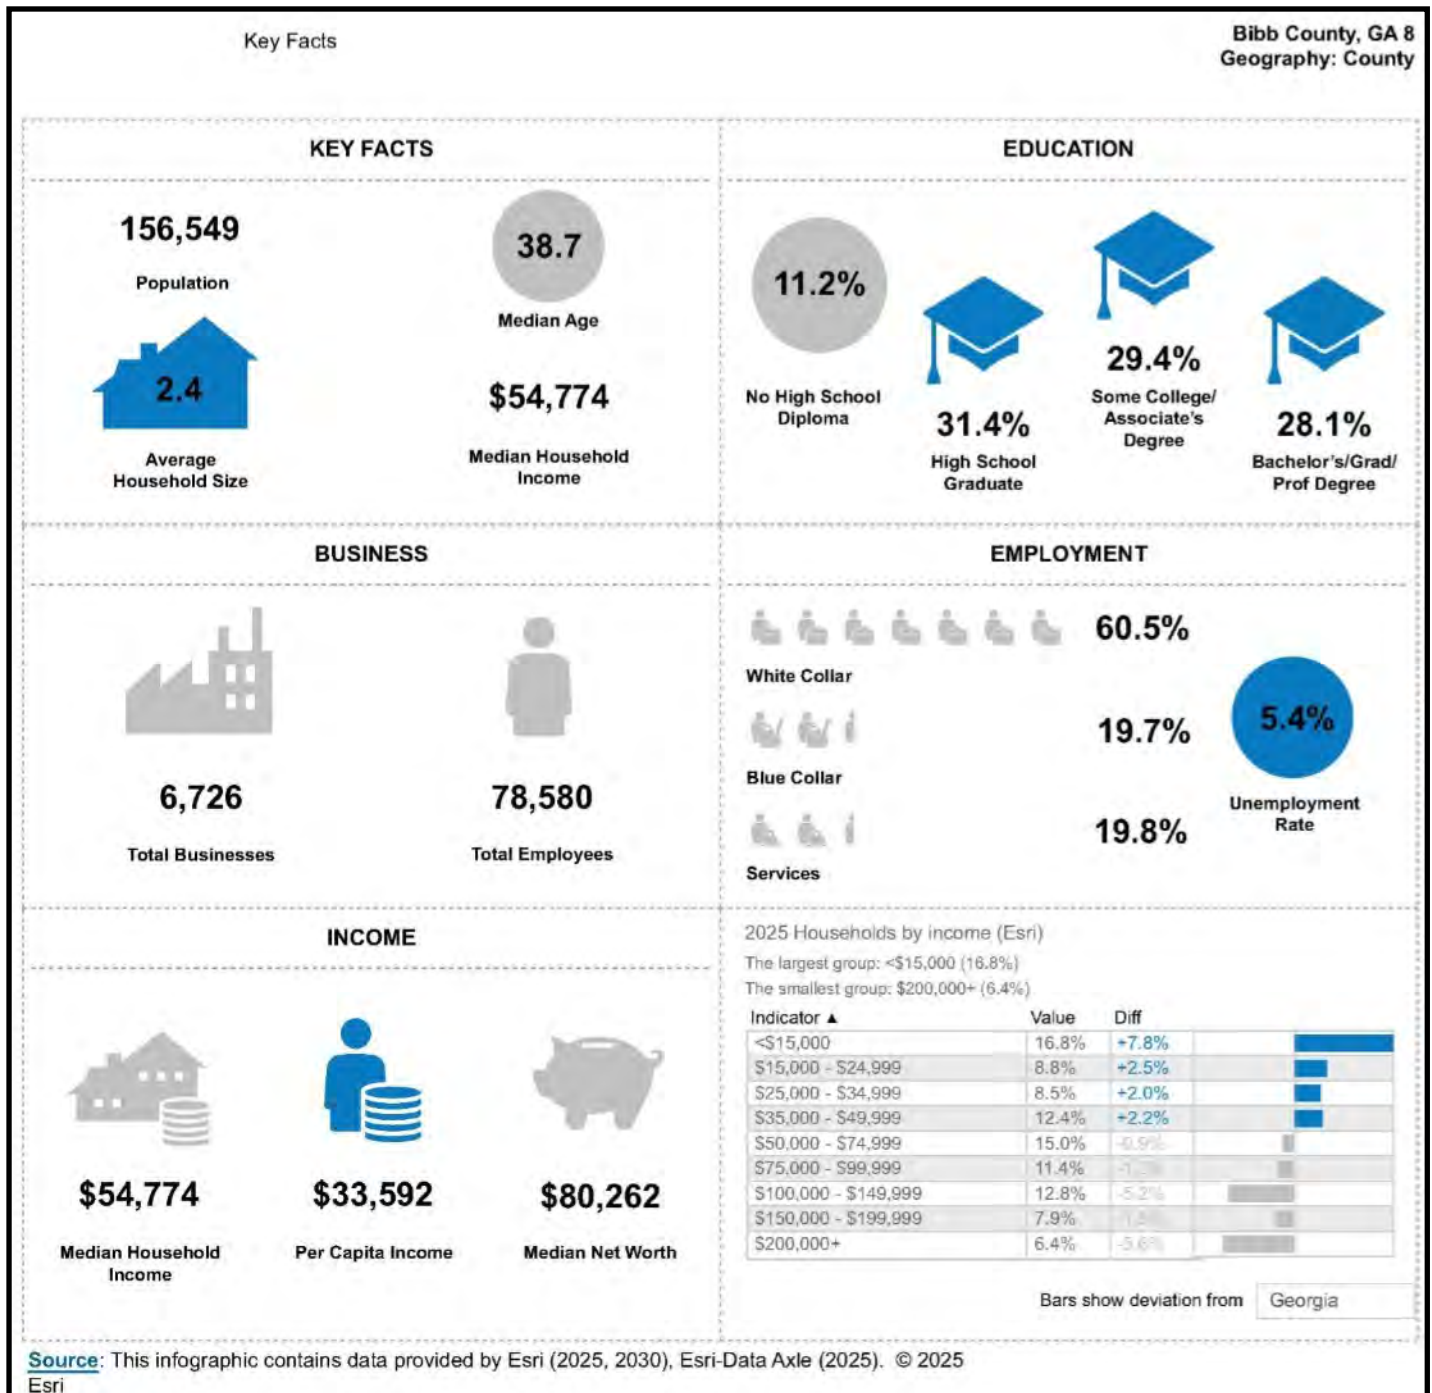 Key Facts
Bibb County, GA 8
Geography: County
KEY FACTS
156,549
Population
38.7
Median Age
2.4
Average
Household Size
$54,774
Median Household
Income
EDUCATION
11.2%
No High School
Diploma
31.4%
High School
Graduate
29.4%
Some College/
Associate's
Degree
28.1%
Bachelor's/Grad/
Prof Degree
BUSINESS
6,726
Total Businesses
78,580
Total Employees
EMPLOYMENT
60.5%
White Collar
19.7%
Blue Collar
19.8%
Services
5.4%
Unemployment
Rate
INCOME
$54,774
Median Household
Income
$33,592
Per Capita Income
$80,262
Median Net Worth
2025 Households by income (Esri)
The largest group: <$15,000 (16.8%)
The smallest group: $200,000+ (6.4%)
Indicator ▲ Value Diff
<$15,000 16.8% +7.8%
$15,000 - $24,999 8.8% +2.5%
$25,000 - $34,999 8.5% +2.0%
$35,000 - $49,999 12.4% +2.2%
$50,000 - $74,999 15.0% -0.9%
$75,000 - $99,999 11.4%
$100,000 - $149,999 12.8% -5.2%
$150,000 - $199,999 7.9%
$200,000+ 6.4% -5.6%
Bars show deviation from Georgia
Source: This infographic contains data provided by Esri (2025, 2030), Esri-Data Axle (2025). © 2025
Esri